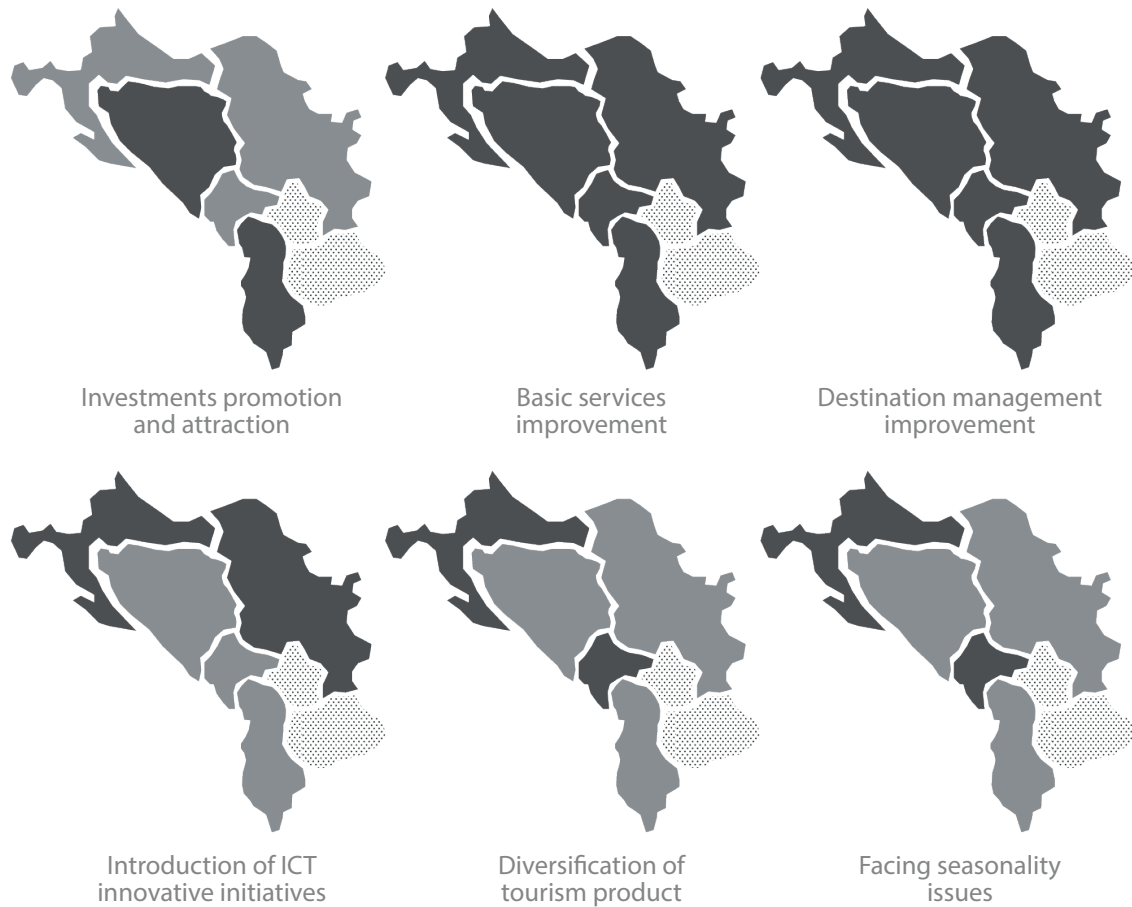 Investments promotion
and attraction
Basic services
improvement
Destination management
improvement
Introduction of ICT
innovative initiatives
Diversification of
tourism product
Facing seasonality
issues